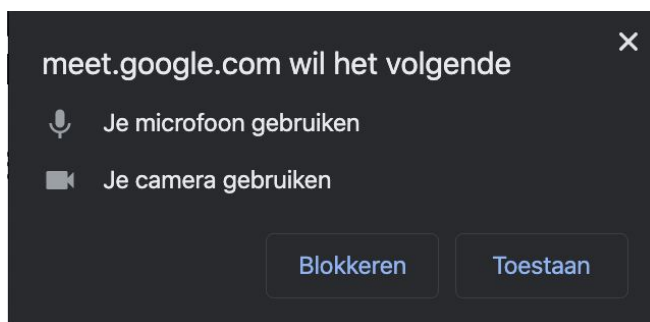 meet.google.com wil het volgende
Je microfoon gebruiken
Je camera gebruiken
Blokkeren Toestaan